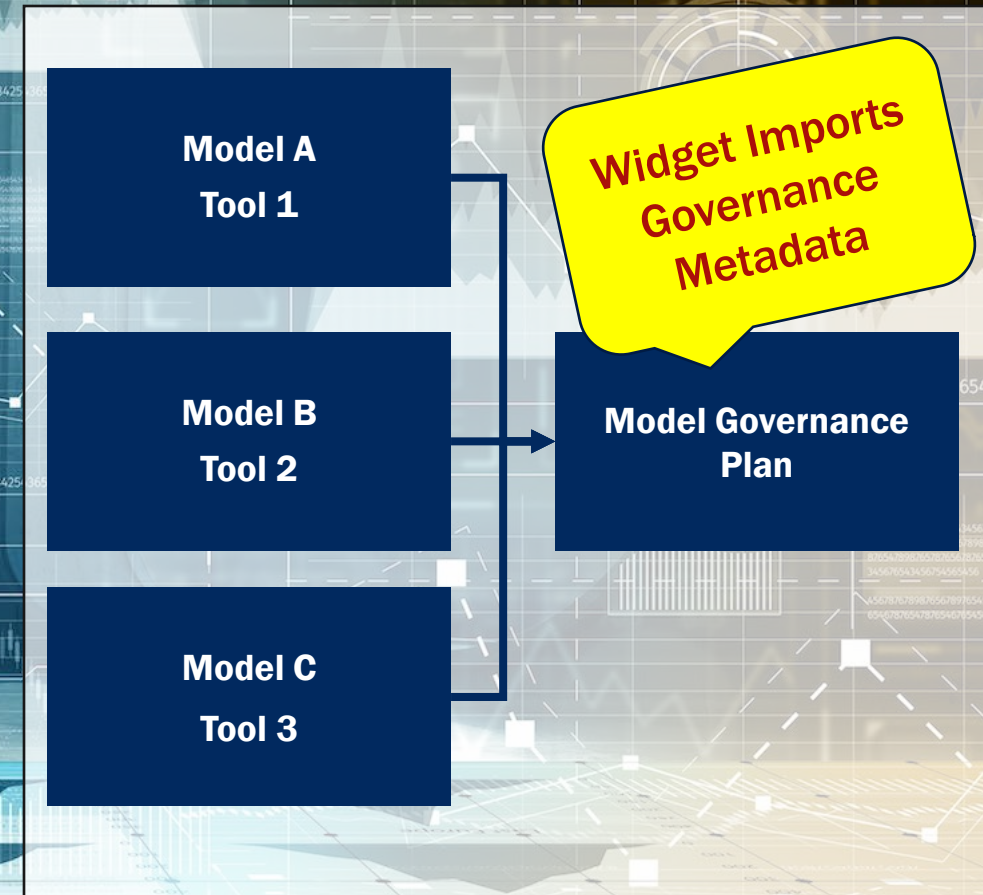 Model A
Tool 1
Widget Imports
Governance
Metadata
Model B
Tool 2
Model Governance
Plan
Model C
Tool 3